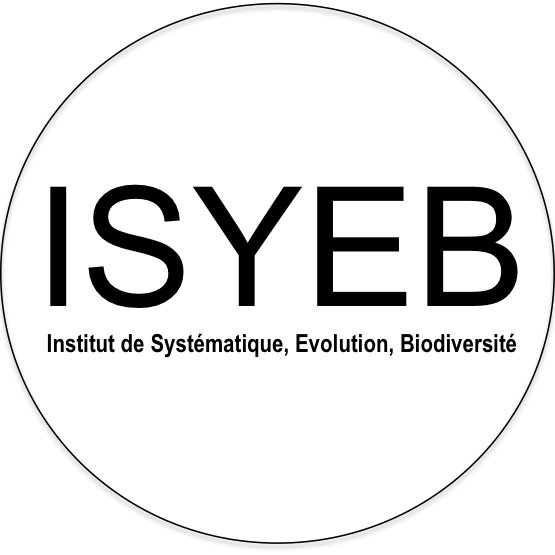 ISYEB
Institut de Systématique, Evolution, Biodiversité